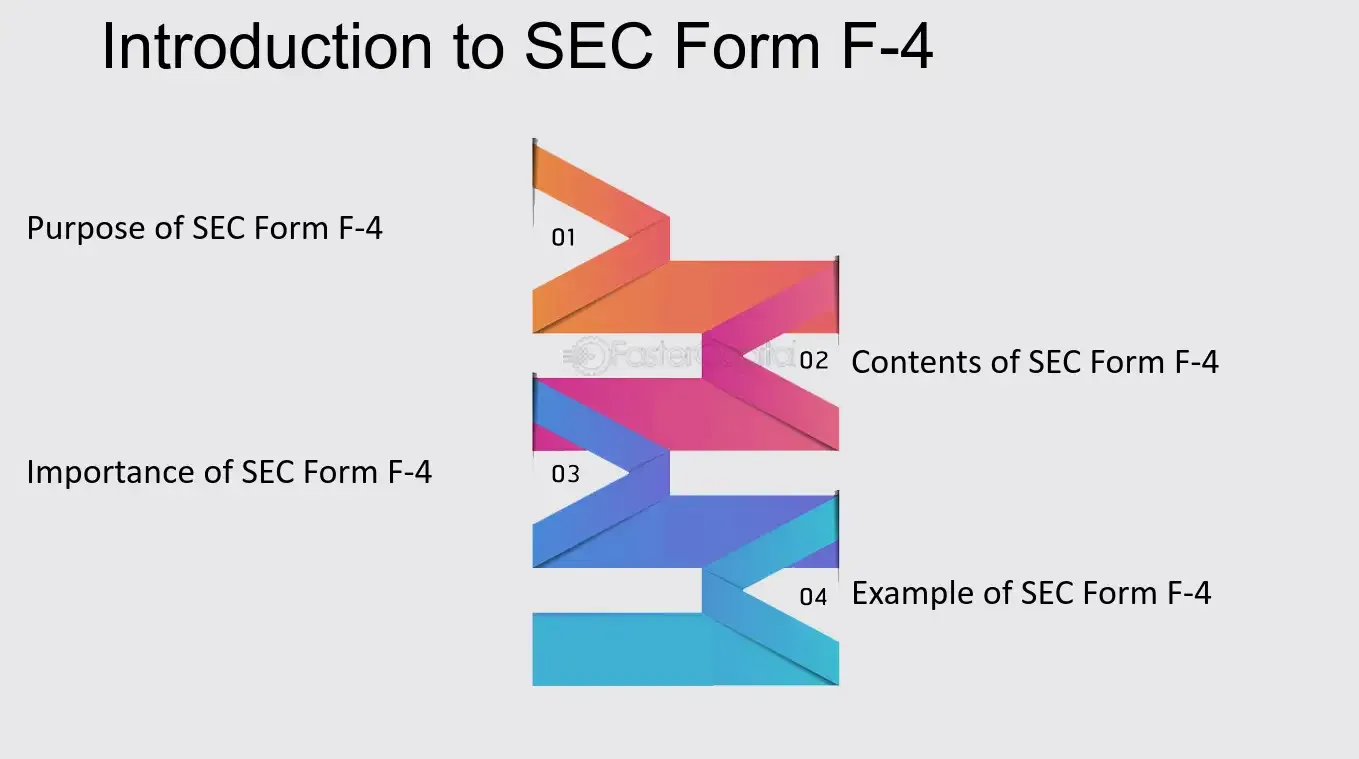 Introduction to SEC Form F-4
Purpose of SEC Form F-4
01
FasterCapital
02
Contents of SEC Form F-4
Importance of SEC Form F-4
03
04
Example of SEC Form F-4